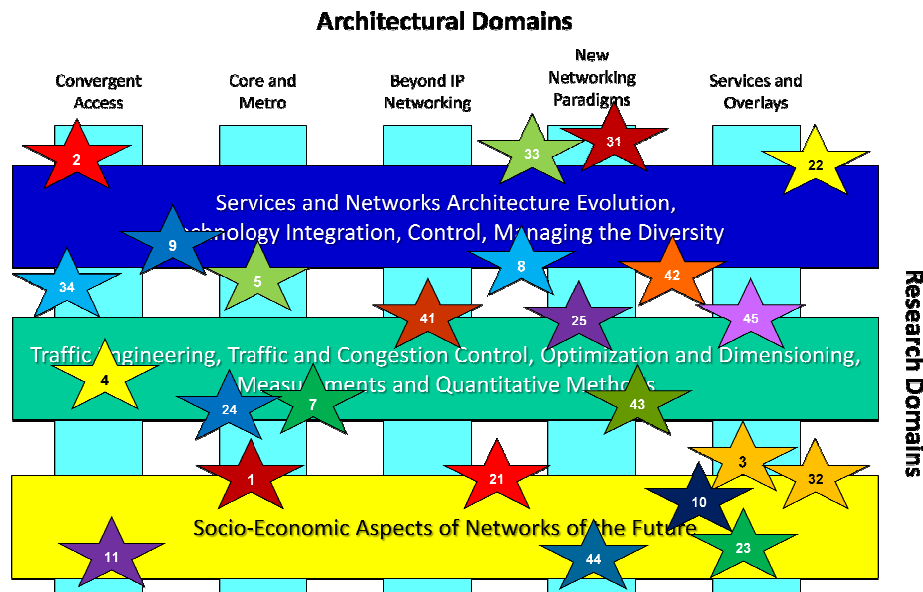 Architectural Domains
Convergent
Access
Core and
Metro
Beyond IP
Networking
New
Networking
Paradigms
Services and
Overlays
2
33
31
22
Services and Networks Architecture Evolution,
Integration, Control, Managing the Diversity
9
5
8
42
34
41
25
45
Traffic Engineering, Traffic and Congestion Control, Optimization and Dimensioning,
Measurements and Quantitative Methods
4
24
7
43
1
21
3
32
10
Socio-Economic Aspects of Networks of the Future
11
44
23
Research Domains